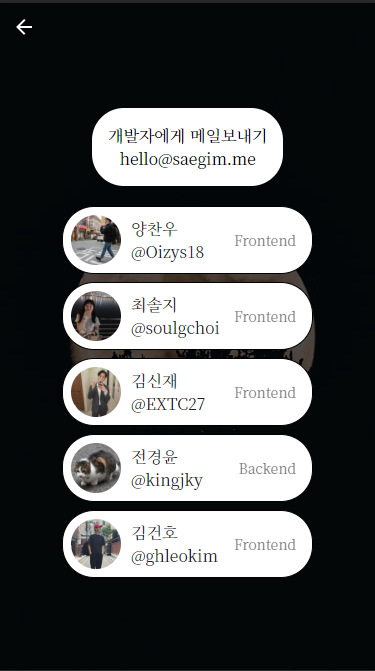 개발자에게 메일보내기
hello@saegim.me
양찬우
@Oizys18
Frontend
최솔지
@soulgchoi
Frontend
김신재
@EXTC27
Frontend
전경윤
@kingjky
Backend
김건호
@ghleokim
Frontend